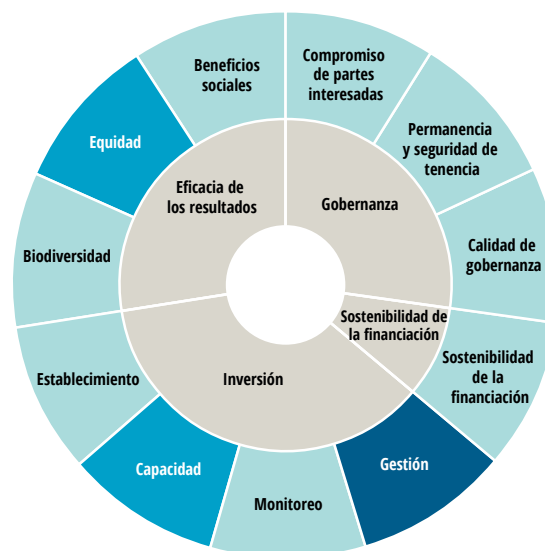 Beneficios
sociales
Compromiso
de partes
interesadas
Equidad
Permanencia
y seguridad de
tenencia
Eficacia de
los resultados
Gobernanza
Biodiversidad
Calidad de
gobernanza
Sostenibilidad de
la financiación
Establecimiento
Inversión
Sostenibilidad
de la
financiación
Capacidad
Gestión
Monitoreo